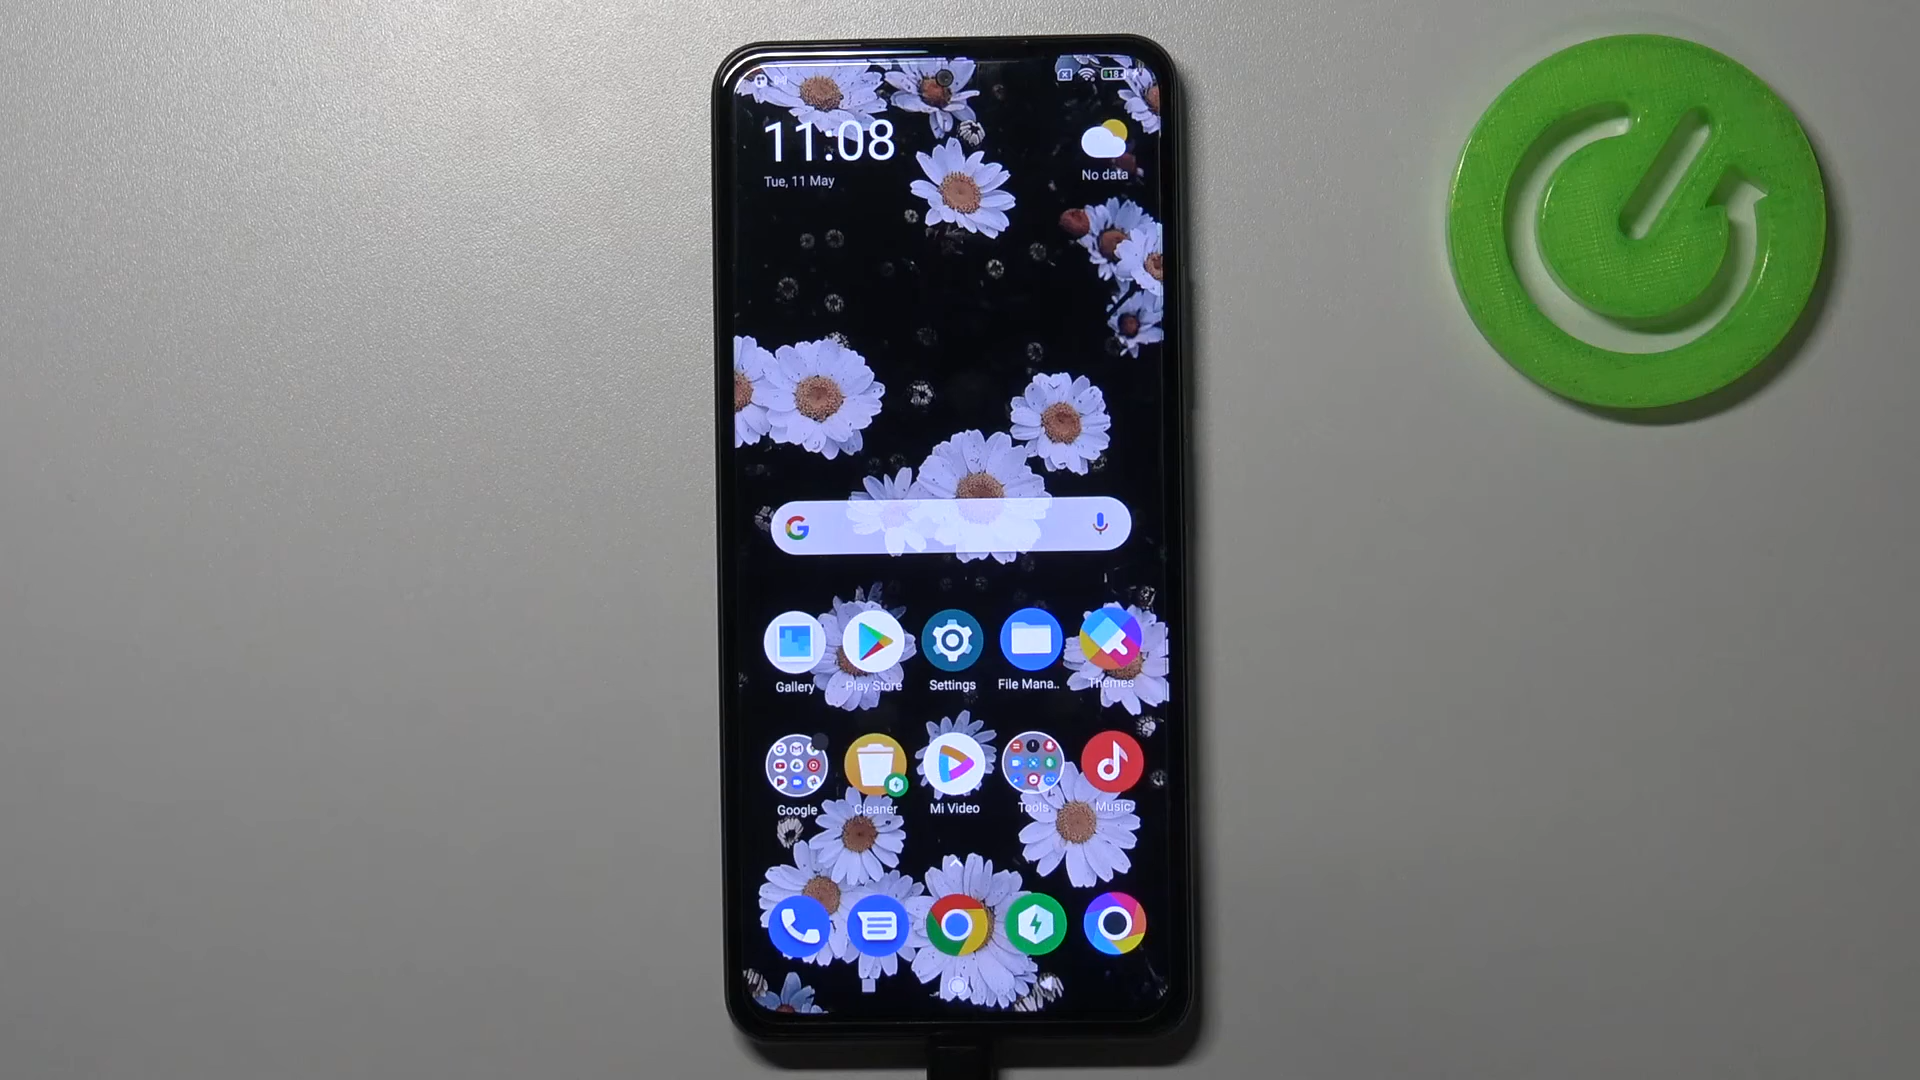 18
11:08
Tue, 11 May
No data
Gallery
Play Store
Settings
File Mana..
Themes
Google
Cleaner
Mi Video
Tools
Music